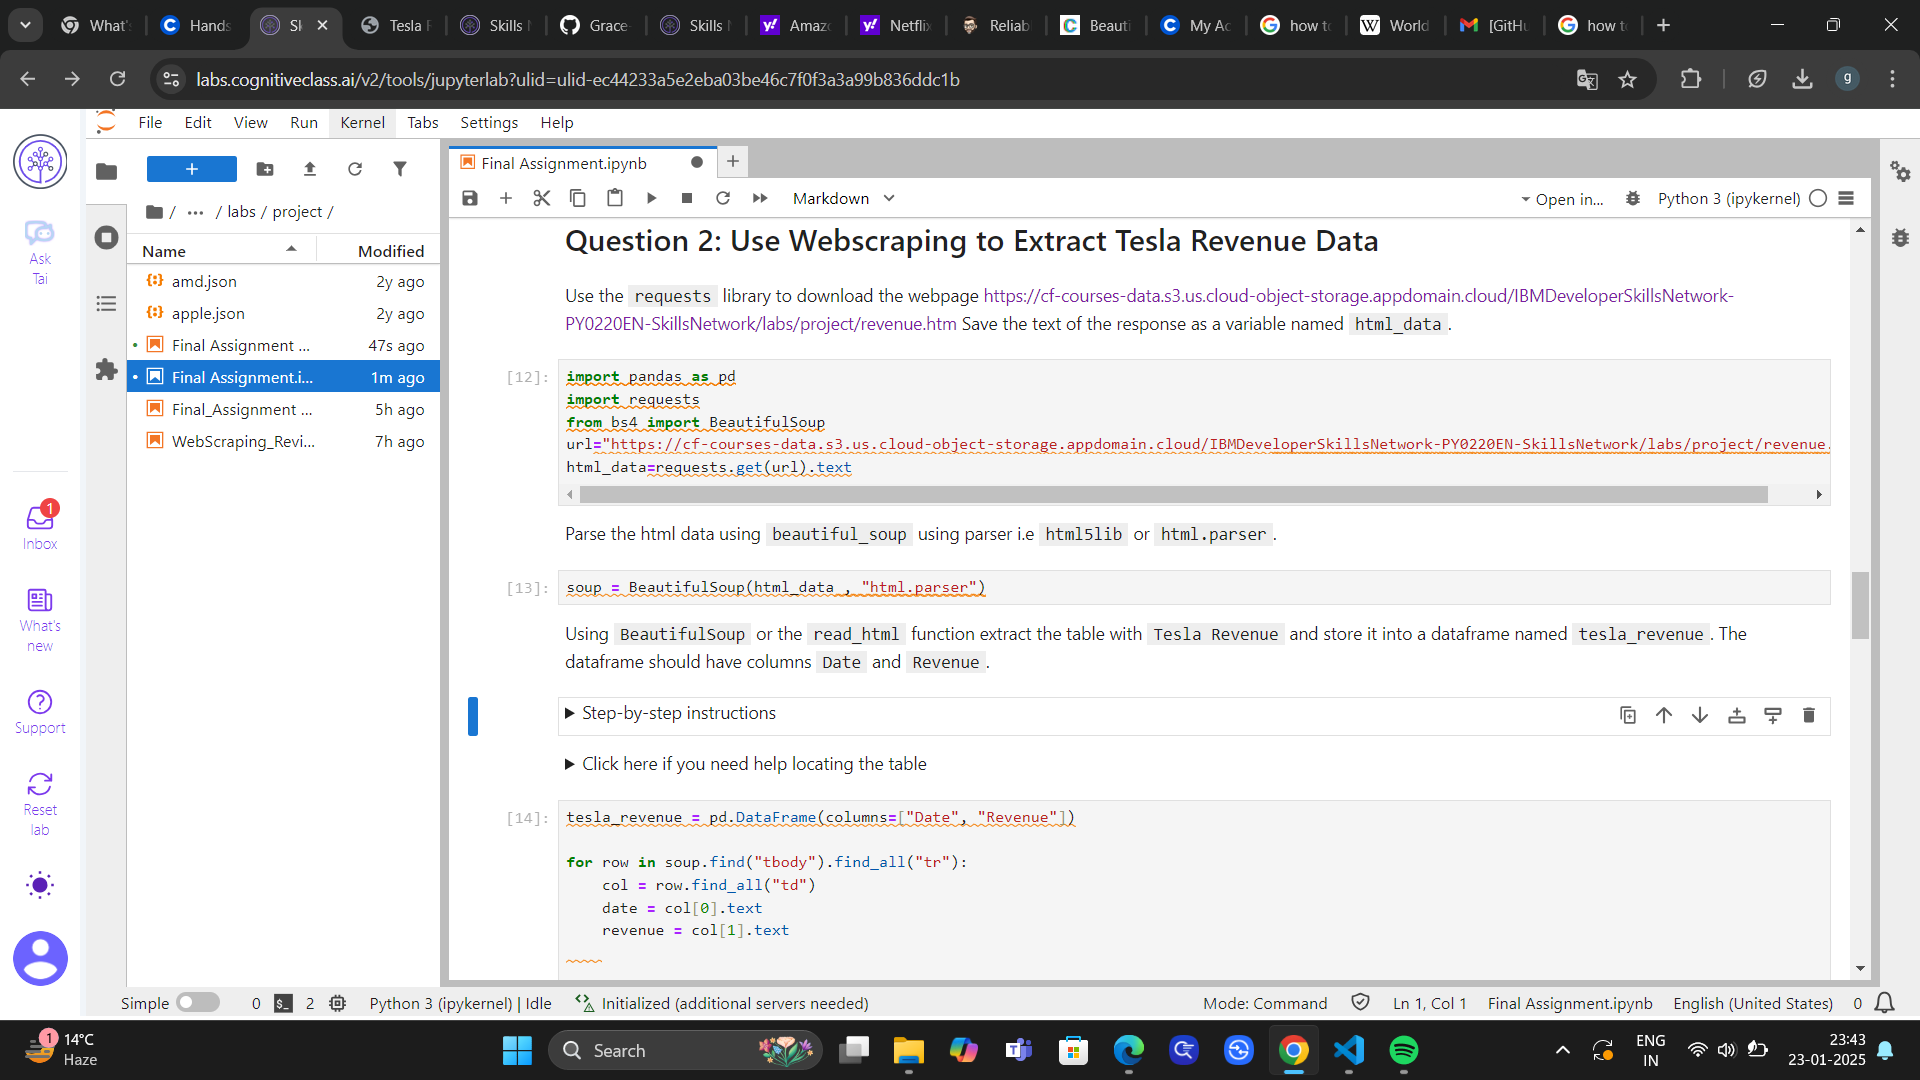 What's
Hands
Sk
Tesla F
Skills N
Grace-
Skills N
Amaz
Netflix
Reliab
Beauti
My Ac
how to
World
[GitHu
how to
labs.cognitiveclass.ai/v2/tools/jupyterlab?ulid=ulid-ec44233a5e2eba03be46c7f0f3a3a99b836ddc1b
g
File Edit View Run Kernel Tabs Settings Help
Final Assignment.ipynb
/ ... / labs / project /
Markdown
Open in...
Python 3 (ipykernel)
Name Modified
amd.json 2y ago
apple.json 2y ago
Final Assignment ... 47s ago
Final Assignment.i... 1m ago
Final_Assignment ... 5h ago
WebScraping_Revi... 7h ago
Ask
Tai
1
Inbox
What's
new
Support
Reset
lab
Question 2: Use Webscraping to Extract Tesla Revenue Data
Use the requests library to download the webpage https://cf-courses-data.s3.us.cloud-object-storage.appdomain.cloud/IBMDeveloperSkillsNetwork-
PY0220EN-SkillsNetwork/labs/project/revenue.htm Save the text of the response as a variable named html_data.
[12]: import pandas as pd
import requests
from bs4 import BeautifulSoup
url="https://cf-courses-data.s3.us.cloud-object-storage.appdomain.cloud/IBMDeveloperSkillsNetwork-PY0220EN-SkillsNetwork/labs/project/revenue.
html_data=requests.get(url).text
Parse the html data using beautiful_soup using parser i.e html5lib or html.parser.
[13]: soup = BeautifulSoup(html_data , "html.parser")
Using BeautifulSoup or the read_html function extract the table with Tesla Revenue and store it into a dataframe named tesla_revenue. The
dataframe should have columns Date and Revenue.
Step-by-step instructions
Click here if you need help locating the table
[14]: tesla_revenue = pd.DataFrame(columns=["Date", "Revenue"])
for row in soup.find("tbody").find_all("tr"):
col = row.find_all("td")
date = col[0].text
revenue = col[1].text
Simple 0 2 Python 3 (ipykernel) | Idle Initialized (additional servers needed) Mode: Command Ln 1, Col 1 Final Assignment.ipynb English (United States) 0
1
14°C
Haze
Search
ENG
IN
23:43
23-01-2025